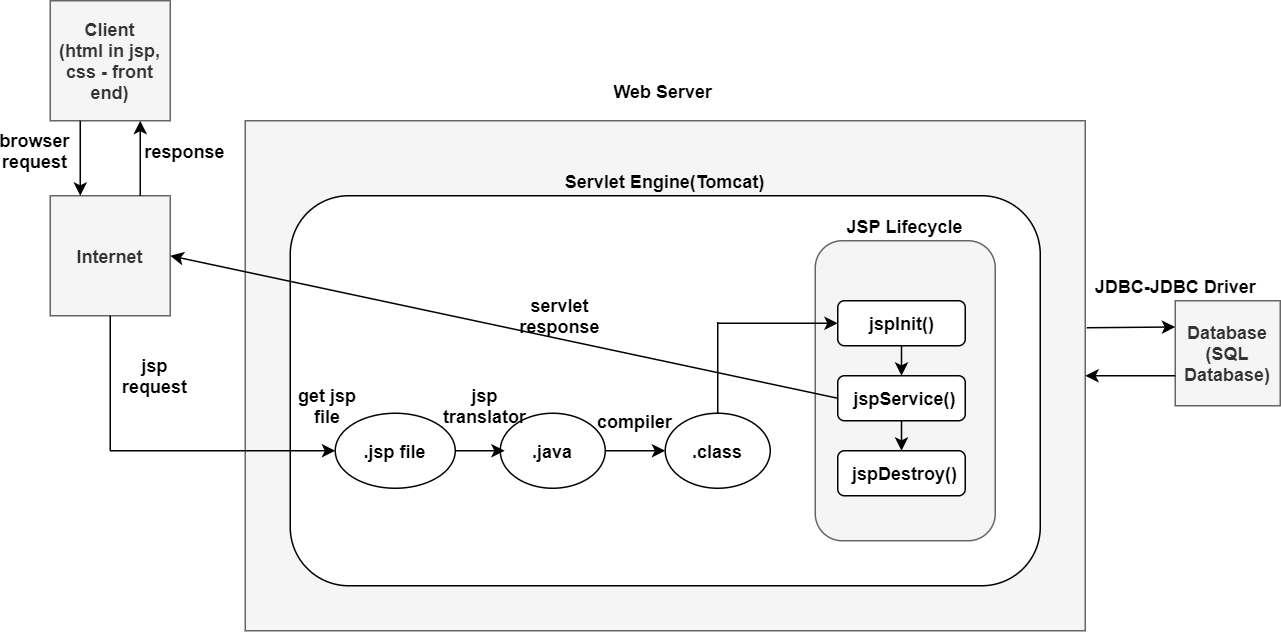 Client
(html in jsp,
css - front
end)
browser
request
response
Internet
jsp
request
Web Server
Servlet Engine(Tomcat)
JSP Lifecycle
servlet
response
get jsp
file
.jsp file
jsp
translator
.java
compiler
.class
jspInit()
jspService()
jspDestroy()
JDBC-JDBC Driver
Database
(SQL
Database)